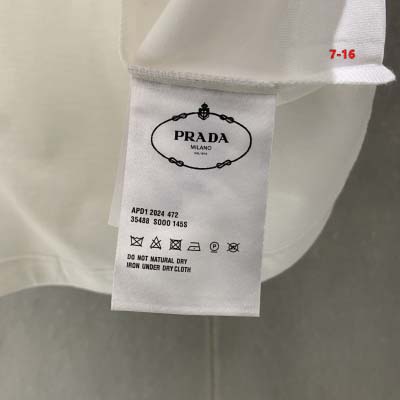 7-16
PRADA
MILANO
APD1 2024 472
35488 SOOO 145S
P
DO NOT NATURAL DRY
IRON UNDER DRY CLOTH